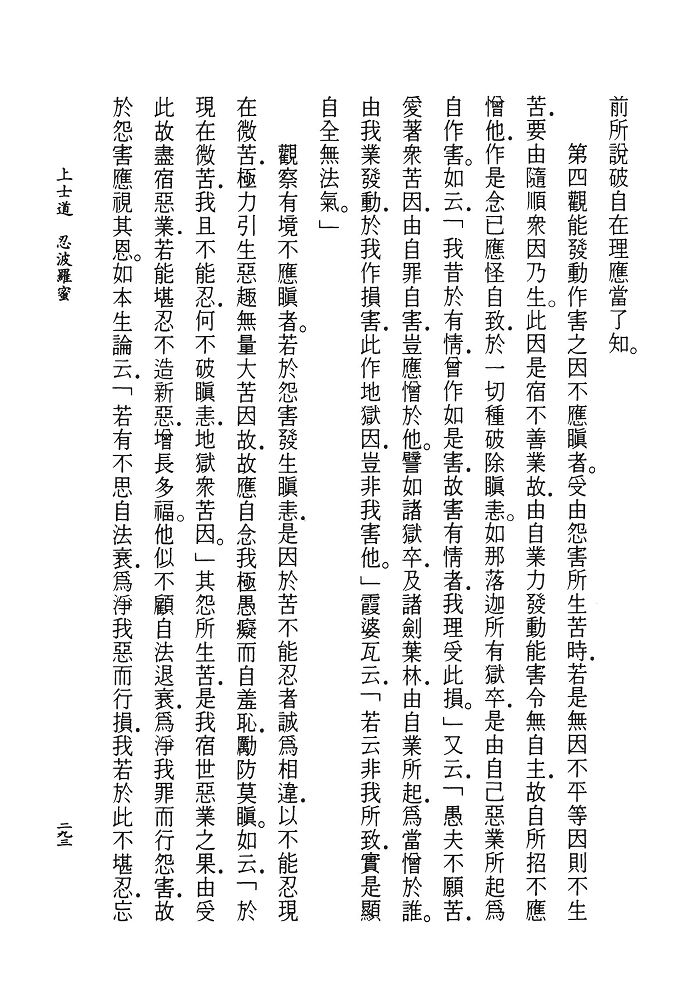 前所說破自在理應當了知。
第四觀能發動作害之因不應瞋者。受由怨害所生苦時．若是無因不平等因則不生
苦．要由隨順衆因乃生。此因是宿不善業故．由自業力發動能害令無自主．故自所招不應
憎他．作是念已應怪自致．於一切種破除瞋恚。如那落迦所有獄卒．是由自己惡業所起爲
自作害。如云．「我昔於有情．曾作如是害．故害有情者．我理受此損。」又云．「愚夫不願苦．
愛著衆苦因．由自罪自害．豈應憎於他。譬如諸獄卒．及諸劍葉林．由自業所起．爲當憎於誰。
由我業發動．於我作損害．此作地獄因．豈非我害他。」霞婆瓦云．「若云非我所致．實是顯
自全無法氣。」
觀察有境不應瞋者。若於怨害發生瞋恚．是因於苦不能忍者誠爲相違．以不能忍現
在微苦．極力引生惡趣無量大苦因故．故應自念我極愚癡而自羞恥．勵防莫瞋。如云．「於
現在微苦．我且不能忍．何不破瞋恚．地獄衆苦因。」其怨所生苦．是我宿世惡業之果．由受
此故盡宿惡業．若能堪忍不造新惡．增長多福。他似不顧自法退衰．爲淨我罪而行怨害．故
於怨害應視其恩。如本生論云．「若有不思自法衰．爲淨我惡而行損．我若於此不堪忍．忘
上士道　忍波羅蜜
二九三